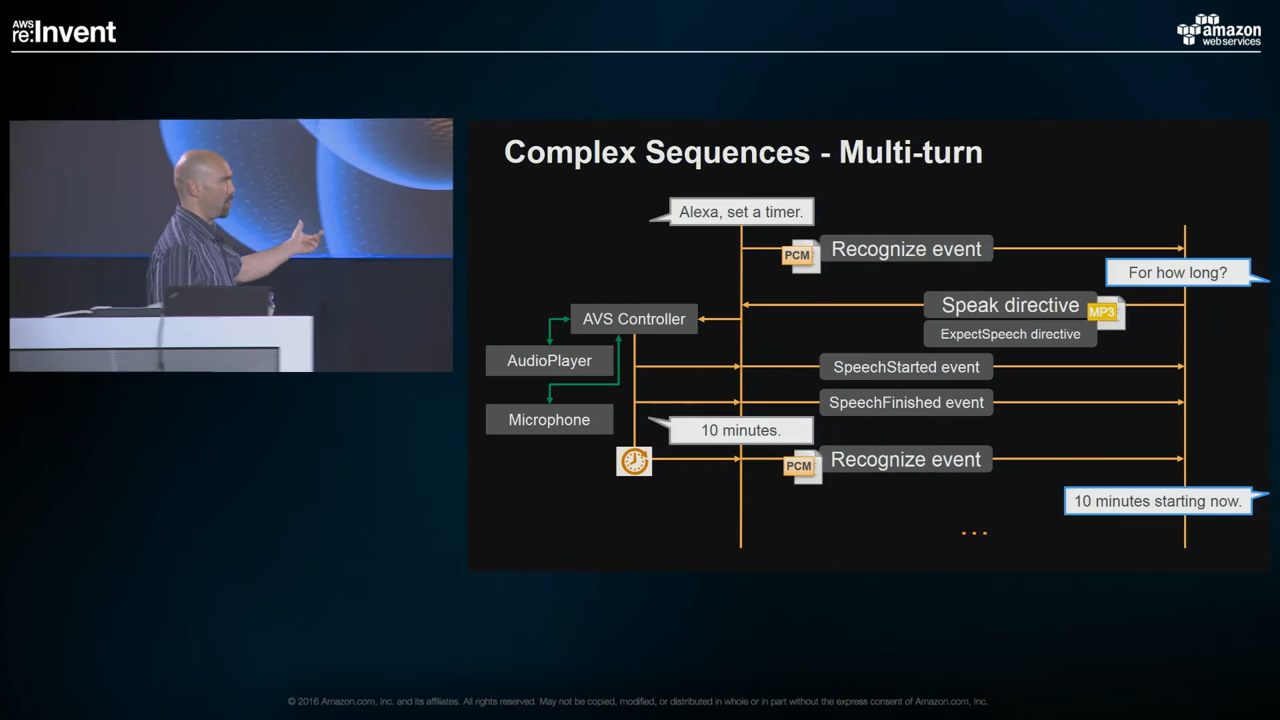 AWS
re:Invent
amazon
web services
Complex Sequences - Multi-turn
Alexa, set a timer.
PCM
Recognize event
For how long?
Speak directive
MP3
ExpectSpeech directive
AVS Controller
AudioPlayer
SpeechStarted event
SpeechFinished event
Microphone
10 minutes.
PCM
Recognize event
10 minutes starting now.
...
© 2016 Amazon.com, Inc. and its affiliates. All rights reserved. May not be copied, modified, or distributed in whole or in part without the express consent of Amazon.com, Inc.